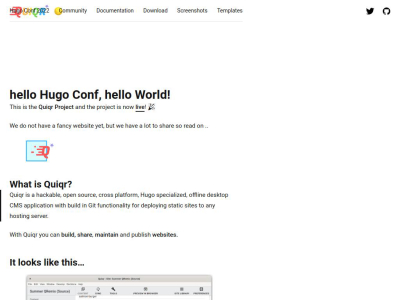 Community
Documentation
Download
Screenshots
Templates
hello Hugo Conf, hello World!
This is the Quiqr Project and the project is now live!
We do not have a fancy website yet, but we have a lot to share so read on ..
What is Quiqr?
Quiqr is a hackable, open source, cross platform, Hugo specialized, offline desktop
CMS application with build in Git functionality for deploying static sites to any
hosting server.
With Quiqr you can build, share, maintain and publish websites.
It looks like this...